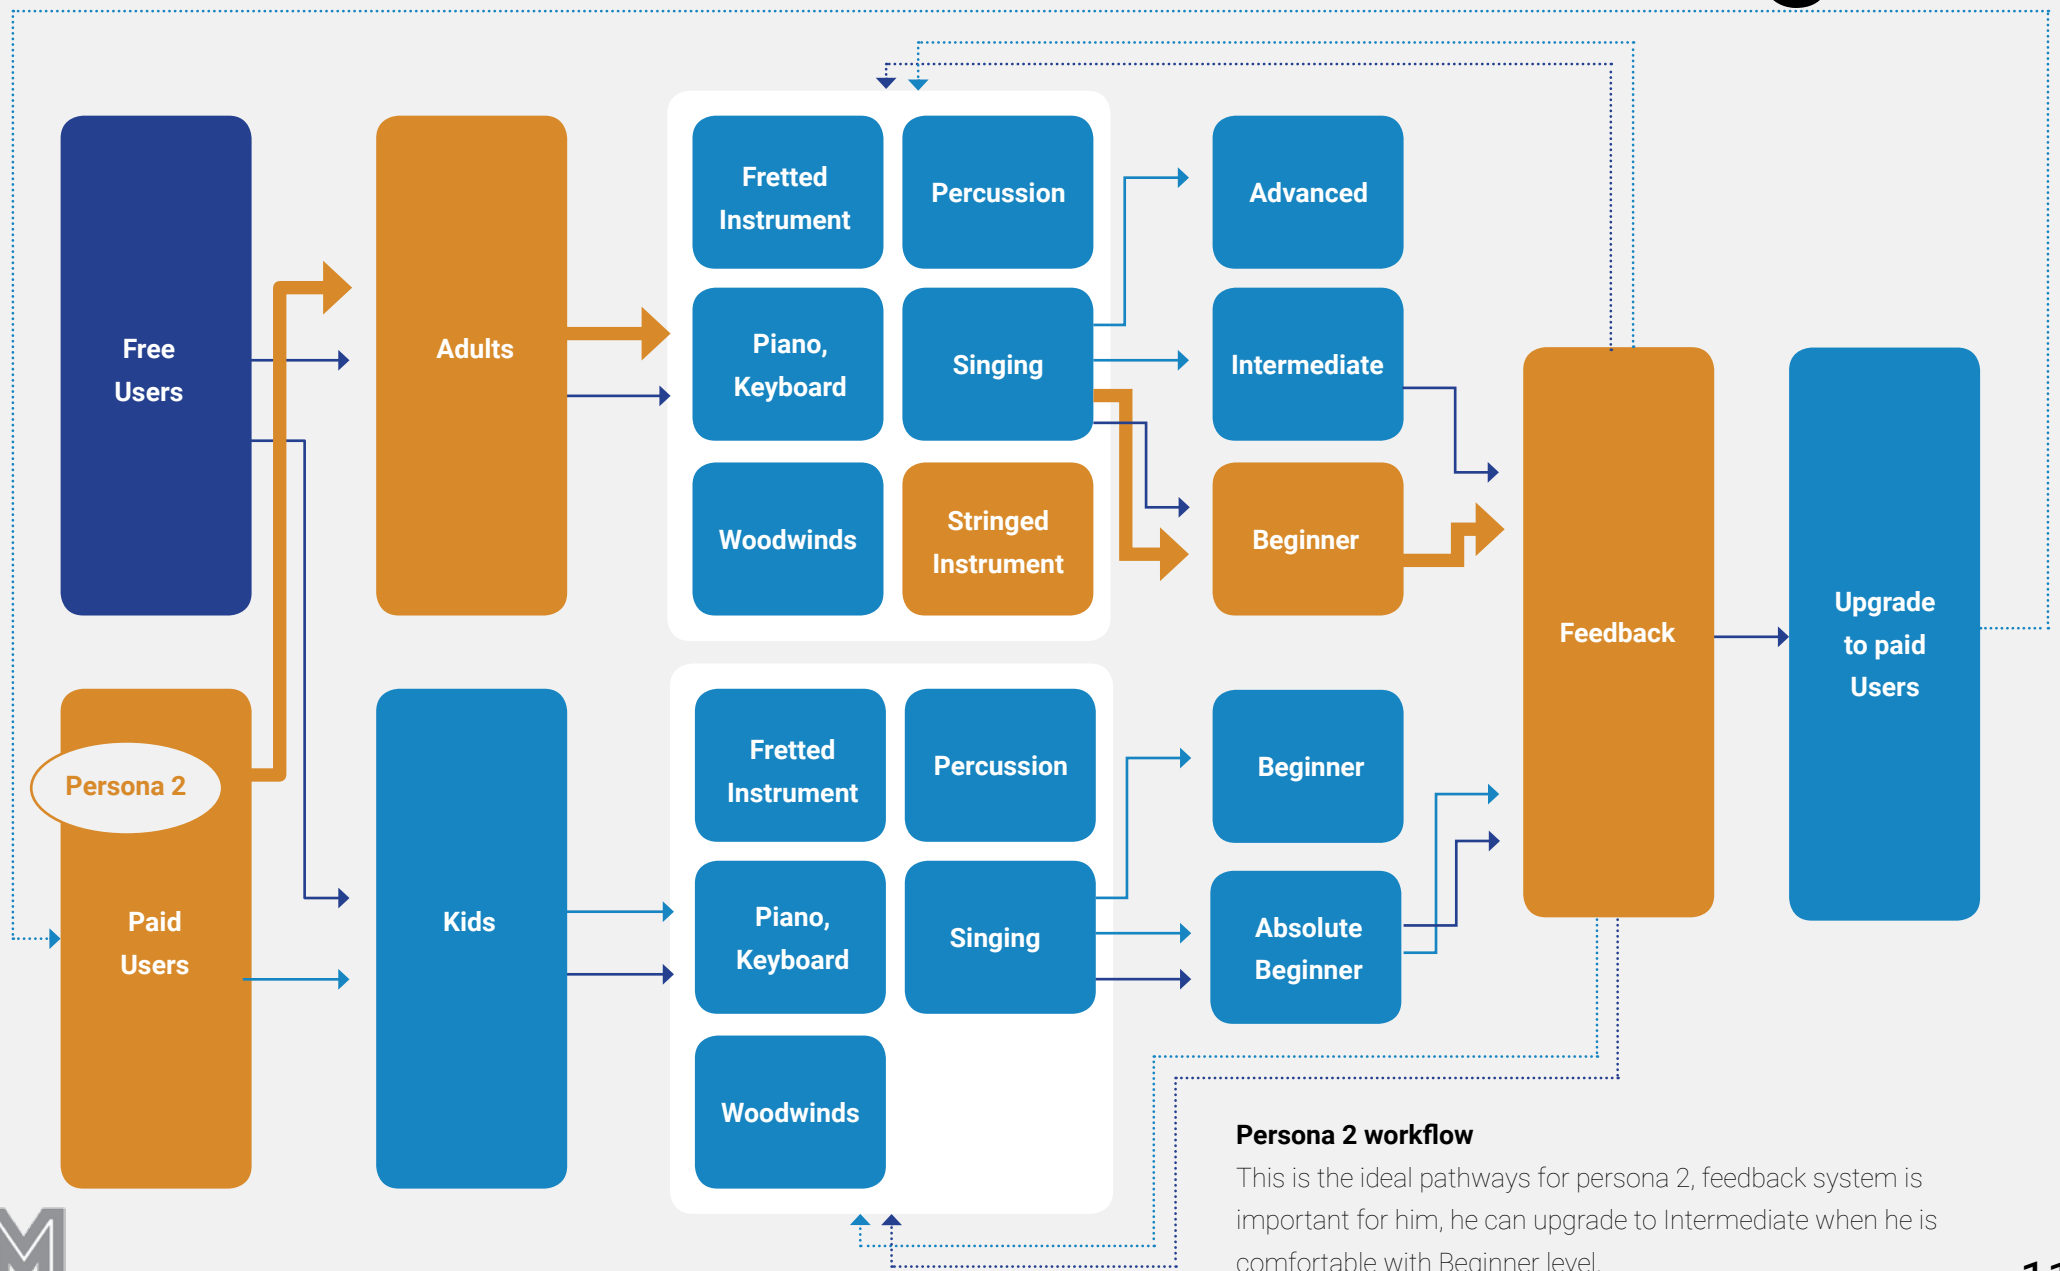 Free
Users
Adults
Fretted
Instrument
Percussion
Piano,
Keyboard
Singing
Woodwinds
Stringed
Instrument
Advanced
Intermediate
Beginner
Feedback
Upgrade
to paid
Users
Persona 2
Paid
Users
Kids
Fretted
Instrument
Percussion
Piano,
Keyboard
Singing
Woodwinds
Beginner
Absolute
Beginner
Persona 2 workflow
This is the ideal pathways for persona 2, feedback system is
important for him, he can upgrade to Intermediate when he is
comfortable with Beginner level.
M